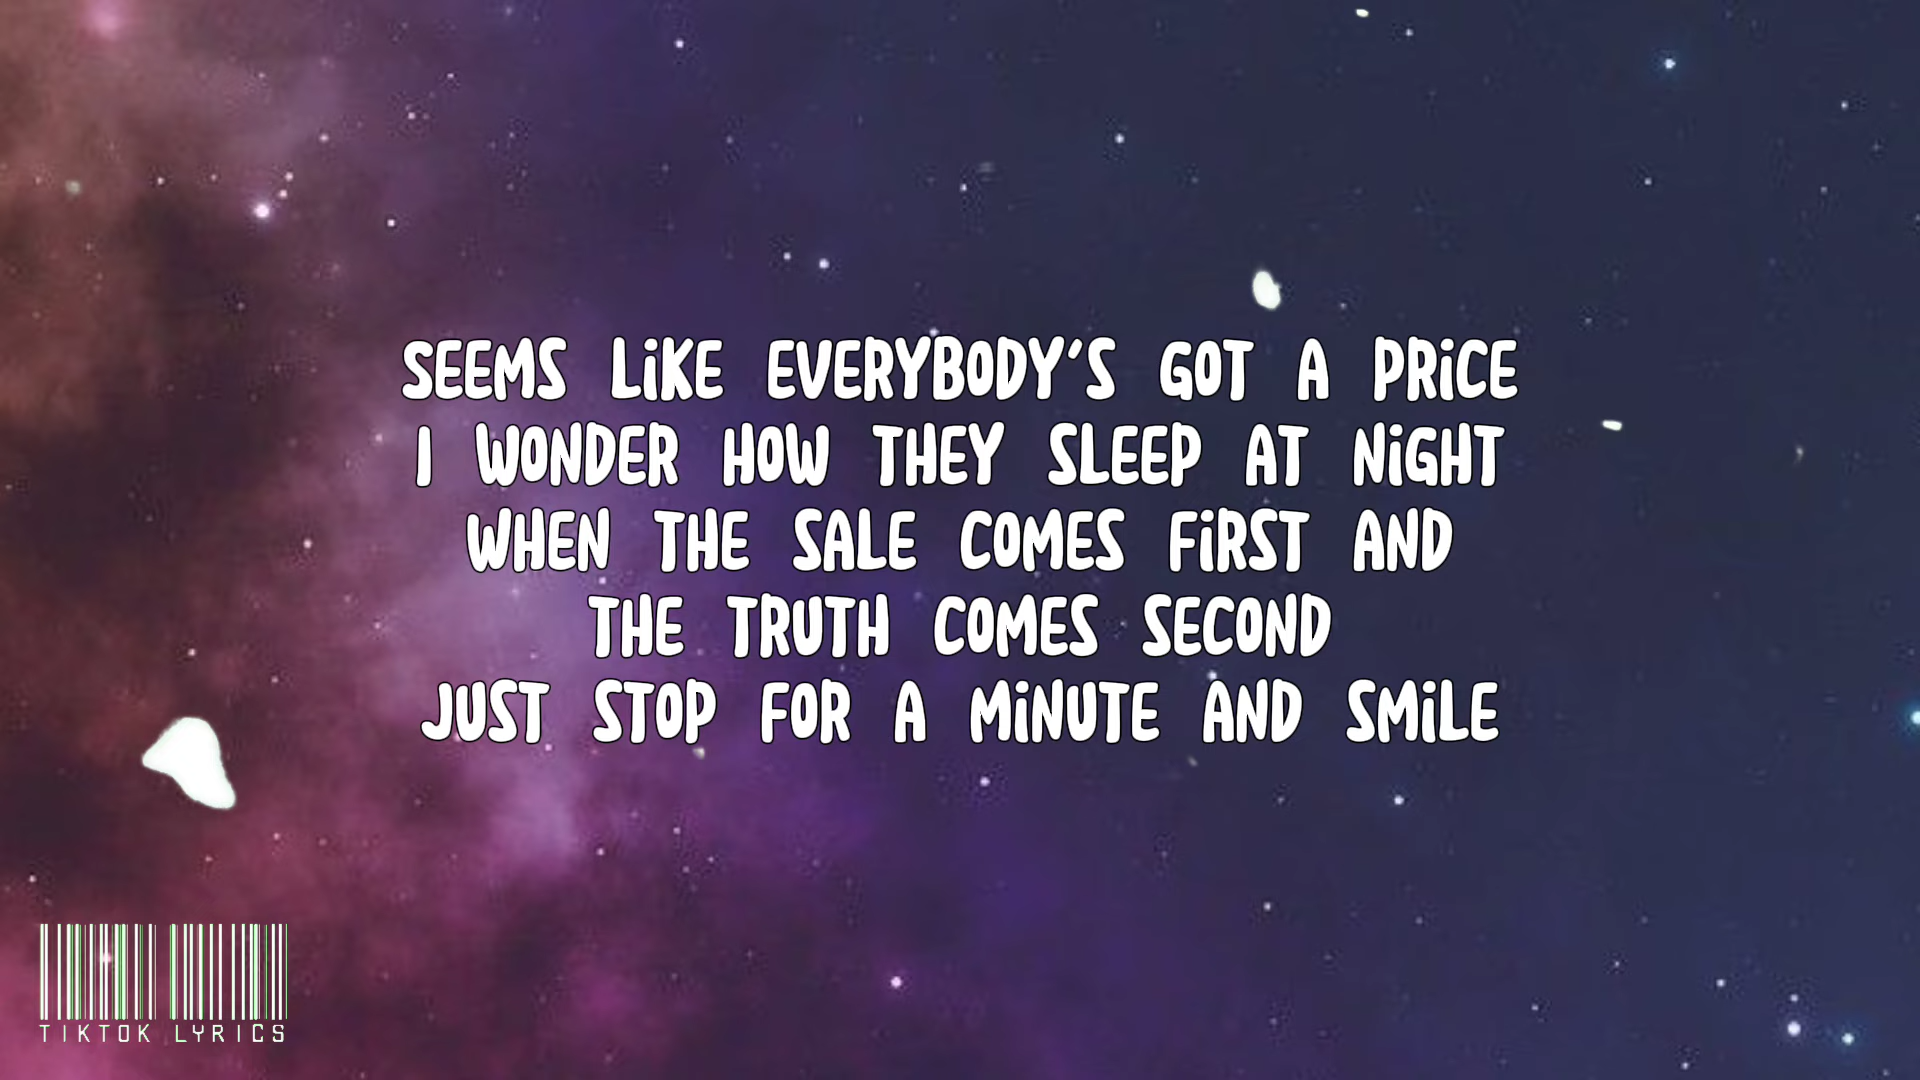 SEEMS LiKE EVERYBODY'S GOT A PRiCE
I WONDER HOW THEY SLEEP AT NiGHT
WHEN THE SALE COMES FiRST AND
THE TRUTH COMES SECOND
JUST STOP FOR A MiNUTE AND SMiLE
TIKTOK LYRICS